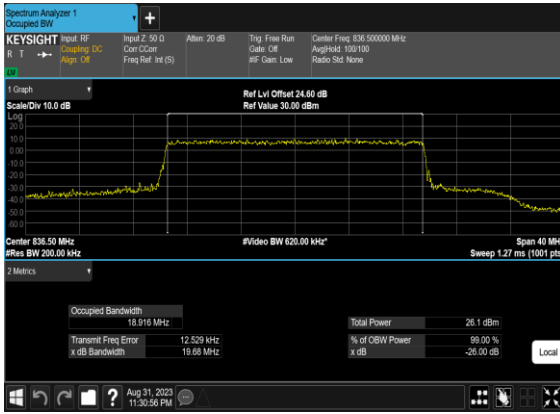 Spectrum Analyzer 1
Occupied BW
+
KEYSIGHT
R T
LXI
Input: RF
Coupling: DC
Align: Off
Input Z: 50 Ω
Corr CCorr
Freq Ref: Int (S)
Atten: 20 dB
Trig: Free Run
Gate: Off
#IF Gain: Low
Center Freq: 836.500000 MHz
Avg|Hold: 100/100
Radio Std: None
1 Graph
Scale/Div 10.0 dB
Ref Lvl Offset 24.60 dB
Ref Value 30.00 dBm
Log
20.0
10.0
0.00
-10.0
-20.0
-30.0
-40.0
-50.0
-60.0
Center 836.50 MHz
#Res BW 200.00 kHz
#Video BW 620.00 kHz*
Span 40 MH
Sweep 1.27 ms (1001 pts
2 Metrics
Occupied Bandwidth
18.916 MHz
Transmit Freq Error 12.529 kHz
x dB Bandwidth 19.68 MHz
Total Power 26.1 dBm
% of OBW Power 99.00 %
x dB -26.00 dB
Local
?
Aug 31, 2023
11:30:56 PM